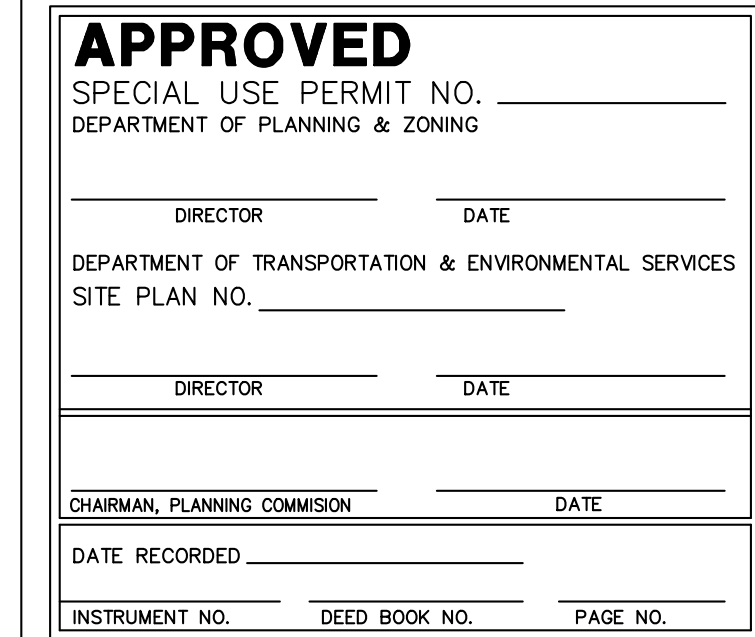 APPROVED
SPECIAL USE PERMIT NO.
DEPARTMENT OF PLANNING & ZONING
DIRECTOR DATE
DEPARTMENT OF TRANSPORTATION & ENVIRONMENTAL SERVICES
SITE PLAN NO.
DIRECTOR DATE
CHAIRMAN, PLANNING COMMISION DATE
DATE RECORDED
INSTRUMENT NO. DEED BOOK NO. PAGE NO.